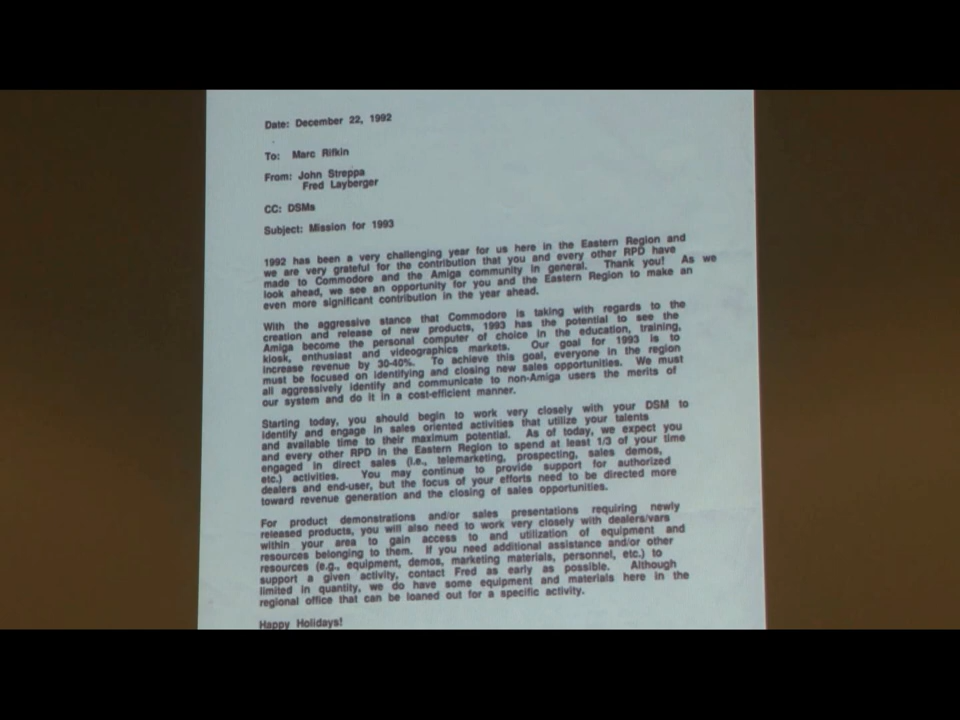 Date: December 22, 1992
To: Marc Rifkin
From: John Streppa
Fred Layberger
CC: DSMs
Subject: Mission for 1993
1992 has been a very challenging year for us here in the Eastern Region and
we are very grateful for the contribution that you and every other RPD have
made to Commodore and the Amiga community in general. Thank you! As we
look ahead, we see an opportunity for you and the Eastern Region to make an
even more significant contribution in the year ahead.
With the aggressive stance that Commodore is taking with regards to the
creation and release of new products, 1993 has the potential to see the
Amiga become the personal computer of choice in the education, training,
kiosk, enthusiast and videographics markets. Our goal for 1993 is to
increase revenue by 30-40%. To achieve this goal, everyone in the region
must be focused on identifying and closing new sales opportunities. We must
all aggressively identify and communicate to non-Amiga users the merits of
our system and do it in a cost-efficient manner.
Starting today, you should begin to work very closely with your DSM to
identify and engage in sales oriented activities that utilize your talents
and available time to their maximum potential. As of today, we expect you
and every other RPD in the Eastern Region to spend at least 1/3 of your time
engaged in direct sales (i.e., telemarketing, prospecting, sales demos,
etc.) activities. You may continue to provide support for authorized
dealers and end-user, but the focus of your efforts need to be directed more
toward revenue generation and the closing of sales opportunities.
For product demonstrations and/or sales presentations requiring newly
released products, you will also need to work very closely with dealers/vars
within your area to gain access to and utilization of equipment and
resources belonging to them. If you need additional assistance and/or other
resources (e.g., equipment, demos, marketing materials, personnel, etc.) to
support a given activity, contact Fred as early as possible. Although
limited in quantity, we do have some equipment and materials here in the
regional office that can be loaned out for a specific activity.
Happy Holidays!